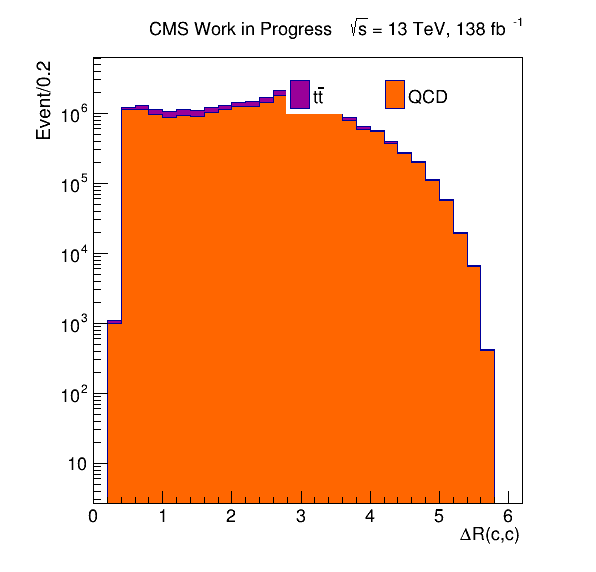 CMS Work in Progress √s = 13 TeV, 138 fb⁻¹
Event/0.2
tt̄ QCD
10⁶
10⁵
10⁴
10³
10²
10
0 1 2 3 4 5 6
ΔR(c,c)